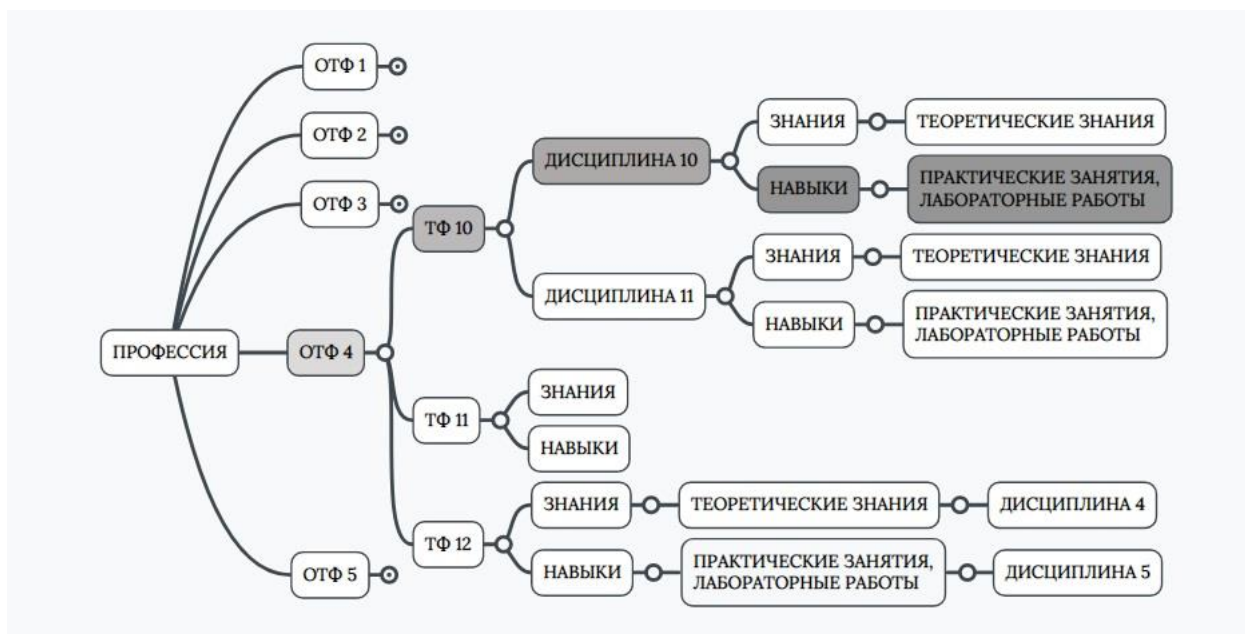 ОТФ 1
ОТФ 2
ОТФ 3
ПРОФЕССИЯ
ОТФ 4
ОТФ 5
ТФ 10
ДИСЦИПЛИНА 10
ЗНАНИЯ
ТЕОРЕТИЧЕСКИЕ ЗНАНИЯ
НАВЫКИ
ПРАКТИЧЕСКИЕ ЗАНЯТИЯ,
ЛАБОРАТОРНЫЕ РАБОТЫ
ДИСЦИПЛИНА 11
ЗНАНИЯ
ТЕОРЕТИЧЕСКИЕ ЗНАНИЯ
НАВЫКИ
ПРАКТИЧЕСКИЕ ЗАНЯТИЯ,
ЛАБОРАТОРНЫЕ РАБОТЫ
ТФ 11
ЗНАНИЯ
НАВЫКИ
ТФ 12
ЗНАНИЯ
ТЕОРЕТИЧЕСКИЕ ЗНАНИЯ
ДИСЦИПЛИНА 4
НАВЫКИ
ПРАКТИЧЕСКИЕ ЗАНЯТИЯ,
ЛАБОРАТОРНЫЕ РАБОТЫ
ДИСЦИПЛИНА 5